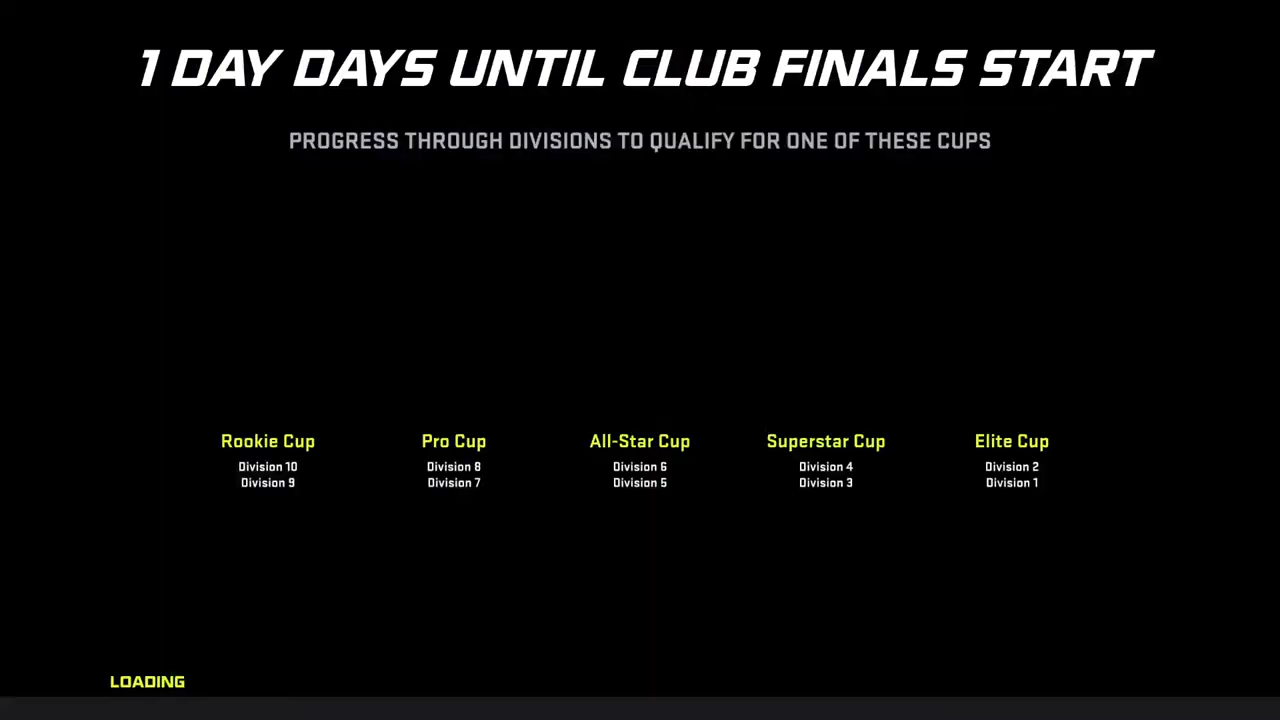 1 DAY DAYS UNTIL CLUB FINALS START
PROGRESS THROUGH DIVISIONS TO QUALIFY FOR ONE OF THESE CUPS
Rookie Cup
Division 10
Division 9
Pro Cup
Division 8
Division 7
All-Star Cup
Division 6
Division 5
Superstar Cup
Division 4
Division 3
Elite Cup
Division 2
Division 1
LOADING